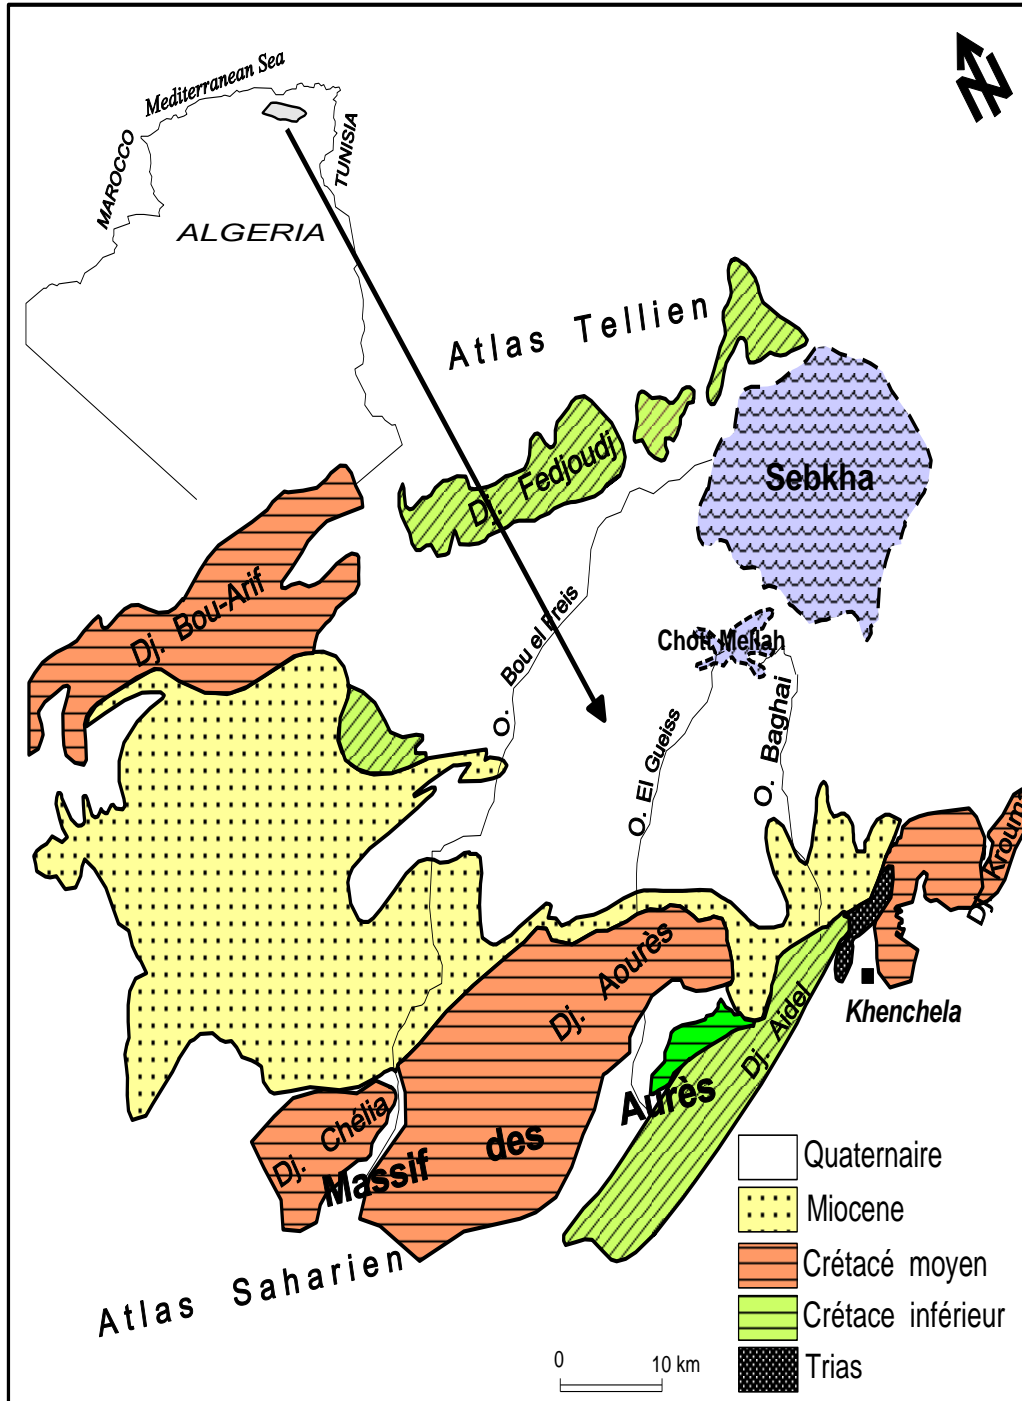 N
Mediterranean Sea
MAROCCO
TUNISIA
ALGERIA
Atlas Tellien
Dj. Fedjoudj
Sebkha
Dj. Bou-Arif
O. Bou el Freis
Chott Mellah
O. El Gueiss
O. Baghai
Dj. Kroum
Dj. Aourès
Dj. Aidel
Khenchela
Dj. Chélia
Massif des Aurès
Atlas Saharien
Quaternaire
Miocene
Crétacé moyen
Crétace inférieur
Trias
0 10 km